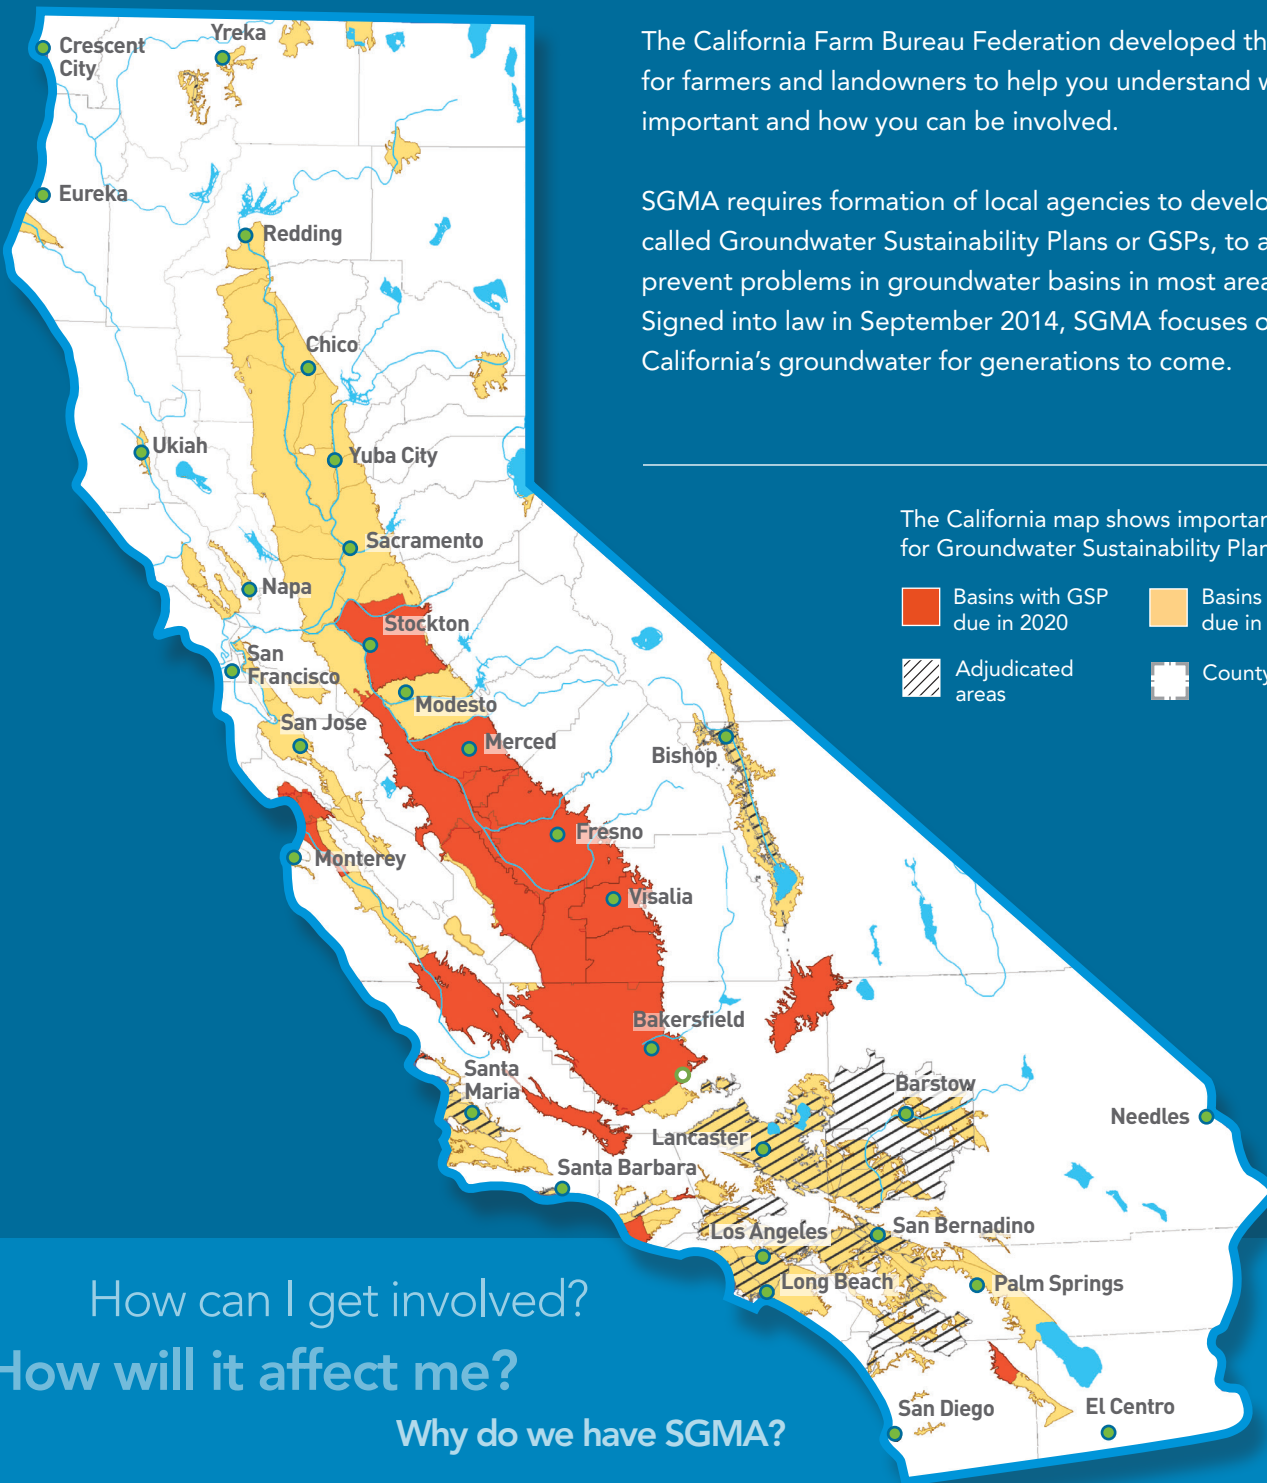 The California Farm Bureau Federation developed
for farmers and landowners to help you understand
important and how you can be involved.
SGMA requires formation of local agencies to
called Groundwater Sustainability Plans or GSPs, to
prevent problems in groundwater basins in most
Signed into law in September 2014, SGMA focuses
California's groundwater for generations to come.
The California map shows
for Groundwater Sustainability
Basins with GSP
due in 2020
Basins
due in
Adjudicated
areas
County
Crescent
City
Yreka
Eureka
Redding
Chico
Ukiah
Yuba City
Sacramento
Napa
Stockton
San
Francisco
Modesto
San Jose
Merced
Bishop
Fresno
Monterey
Visalia
Bakersfield
Santa
Maria
Barstow
Needles
Lancaster
Santa Barbara
Los Angeles
San Bernadino
Long Beach
Palm Springs
San Diego
El Centro
How can I get involved?
How will it affect me?
Why do we have SGMA?